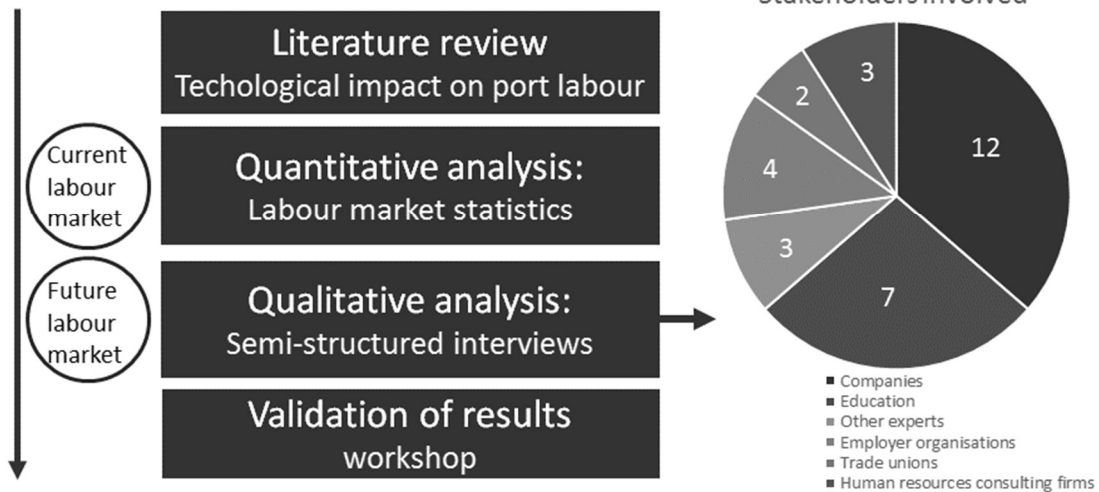 Literature review
Techological impact on port labour
Current
labour
market
Quantitative analysis:
Labour market statistics
Future
labour
market
Qualitative analysis:
Semi-structured interviews
Validation of results
workshop
Stakeholders involved
3
2
12
4
3
7
Companies
Education
Other experts
Employer organisations
Trade unions
Human resources consulting firms